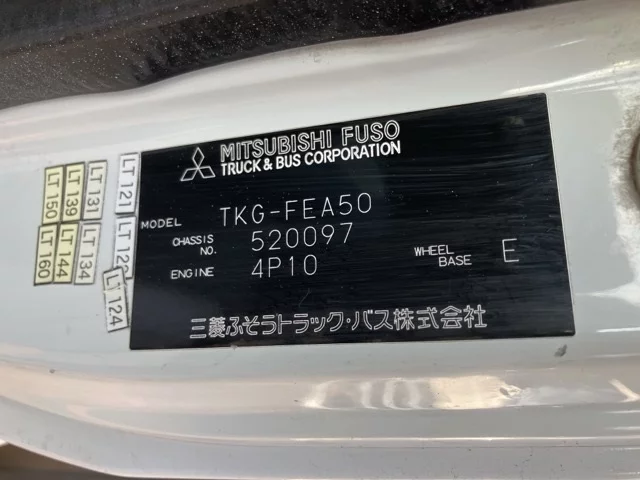 MITSUBISHI FUSO
TRUCK & BUS CORPORATION
MODEL TKG-FEA50
CHASSIS NO. 520097
ENGINE 4P10
WHEEL BASE E
三菱ふそうトラック・バス株式会社
LT 150
LT 139
LT 131
LT 121
LT 160
LT 144
LT 134
LT 12
LT 124